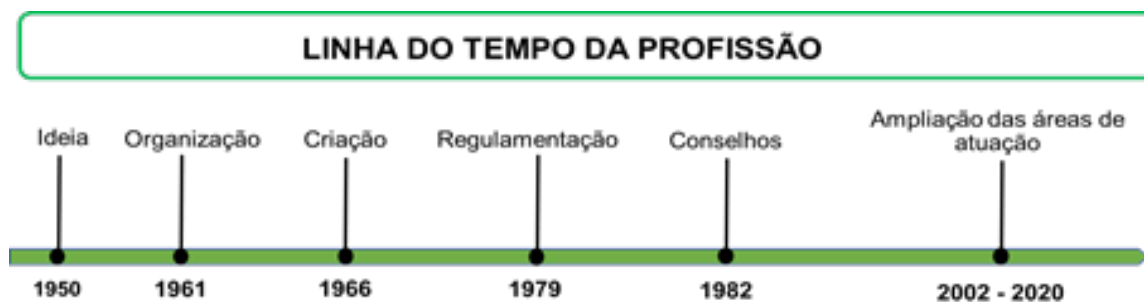 LINHA DO TEMPO DA PROFISSÃO
Ideia
Organização
Criação
Regulamentação
Conselhos
Ampliação das áreas de
atuação
1950
1961
1966
1979
1982
2002 - 2020